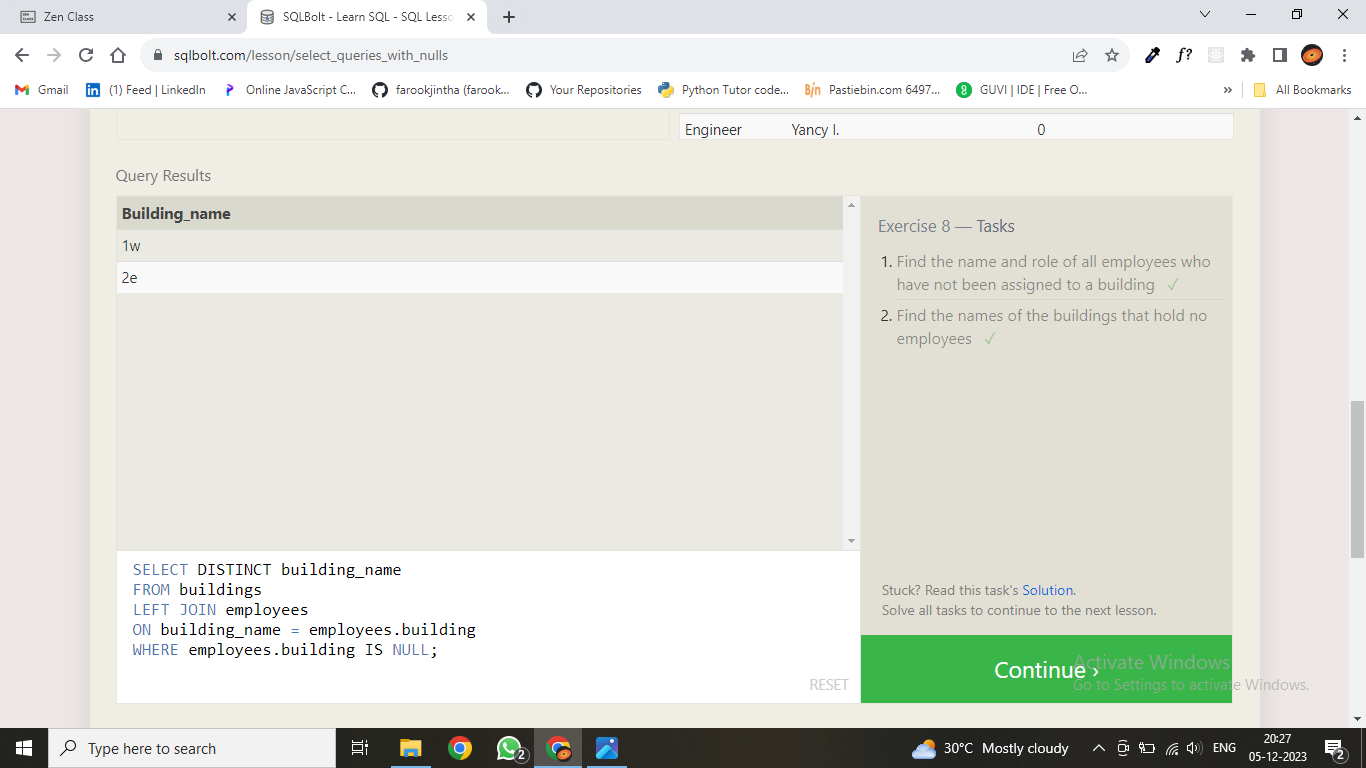 Zen Class
SQLBolt - Learn SQL - SQL Lesso
sqlbolt.com/lesson/select_queries_with_nulls
f?
Gmail
(1) Feed | LinkedIn
Online JavaScript C...
farookjintha (farook...
Your Repositories
Python Tutor code...
Pastiebin.com 6497...
GUVI | IDE | Free O...
»
All Bookmarks
Engineer Yancy I. 0
Query Results
Building_name
1w
2e
Exercise 8 — Tasks
1. Find the name and role of all employees who
have not been assigned to a building ✓
2. Find the names of the buildings that hold no
employees ✓
SELECT DISTINCT building_name
FROM buildings
LEFT JOIN employees
ON building_name = employees.building
WHERE employees.building IS NULL;
RESET
Stuck? Read this task's Solution.
Solve all tasks to continue to the next lesson.
Continue ›
Activate Windows
Go to Settings to activate Windows.
Type here to search
2
30°C Mostly cloudy
ENG
20:27
05-12-2023
2